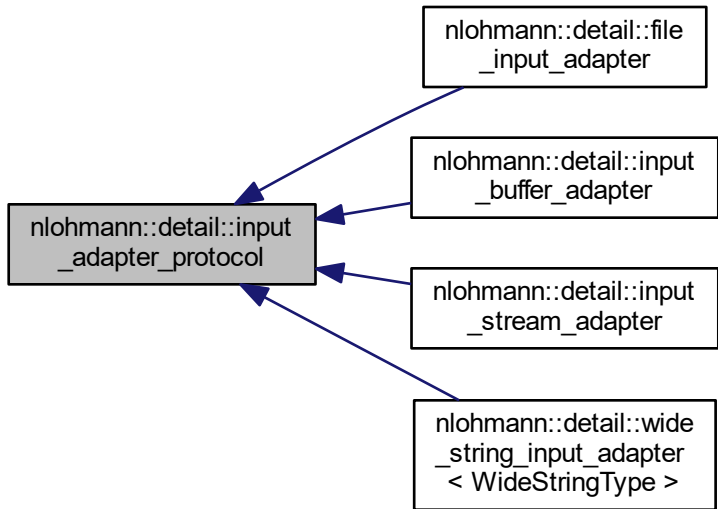 nlohmann::detail::file
_input_adapter
nlohmann::detail::input
_buffer_adapter
nlohmann::detail::input
_adapter_protocol
nlohmann::detail::input
_stream_adapter
nlohmann::detail::wide
_string_input_adapter
< WideStringType >